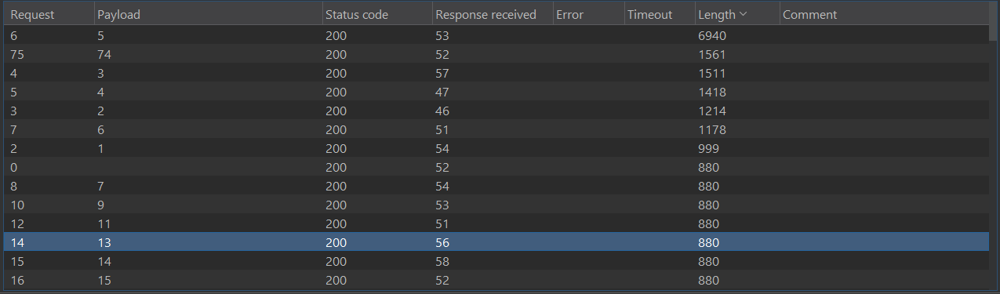 Request Payload Status code Response received Error Timeout Length Comment
6 5 200 53 6940
75 74 200 52 1561
4 3 200 57 1511
5 4 200 47 1418
3 2 200 46 1214
7 6 200 51 1178
2 1 200 54 999
0 200 52 880
8 7 200 54 880
10 9 200 53 880
12 11 200 51 880
14 13 200 56 880
15 14 200 58 880
16 15 200 52 880